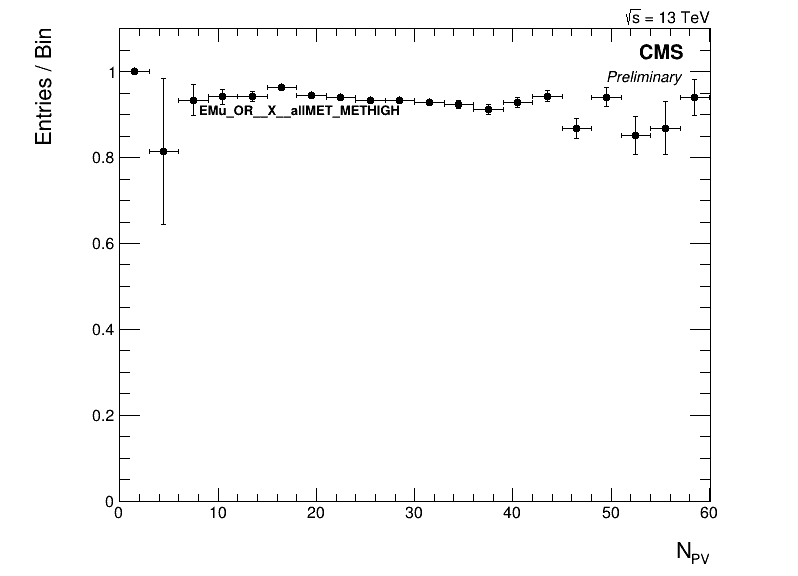 √s = 13 TeV
Entries / Bin
CMS
Preliminary
1
EMu_OR__X__allMET_METHIGH
0.8
0.6
0.4
0.2
0
0 10 20 30 40 50 60
N_PV